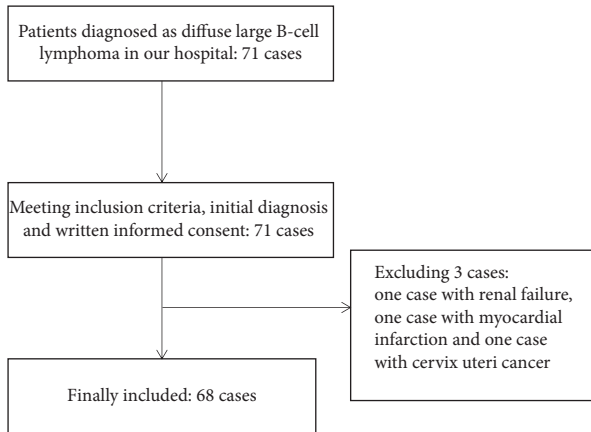 Patients diagnosed as diffuse large B-cell
lymphoma in our hospital: 71 cases
Meeting inclusion criteria, initial diagnosis
and written informed consent: 71 cases
Excluding 3 cases:
one case with renal failure,
one case with myocardial
infarction and one case
with cervix uteri cancer
Finally included: 68 cases